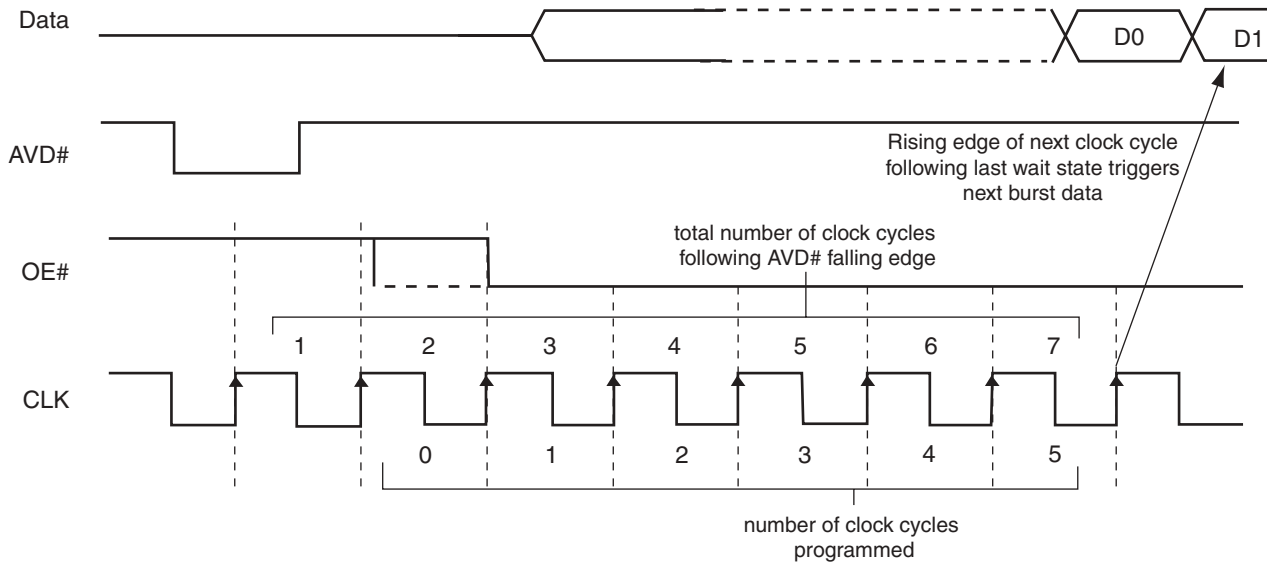 Data
D0
D1
AVD#
Rising edge of next clock cycle
following last wait state triggers
next burst data
total number of clock cycles
following AVD# falling edge
OE#
1 2 3 4 5 6 7
CLK
0 1 2 3 4 5
number of clock cycles
programmed